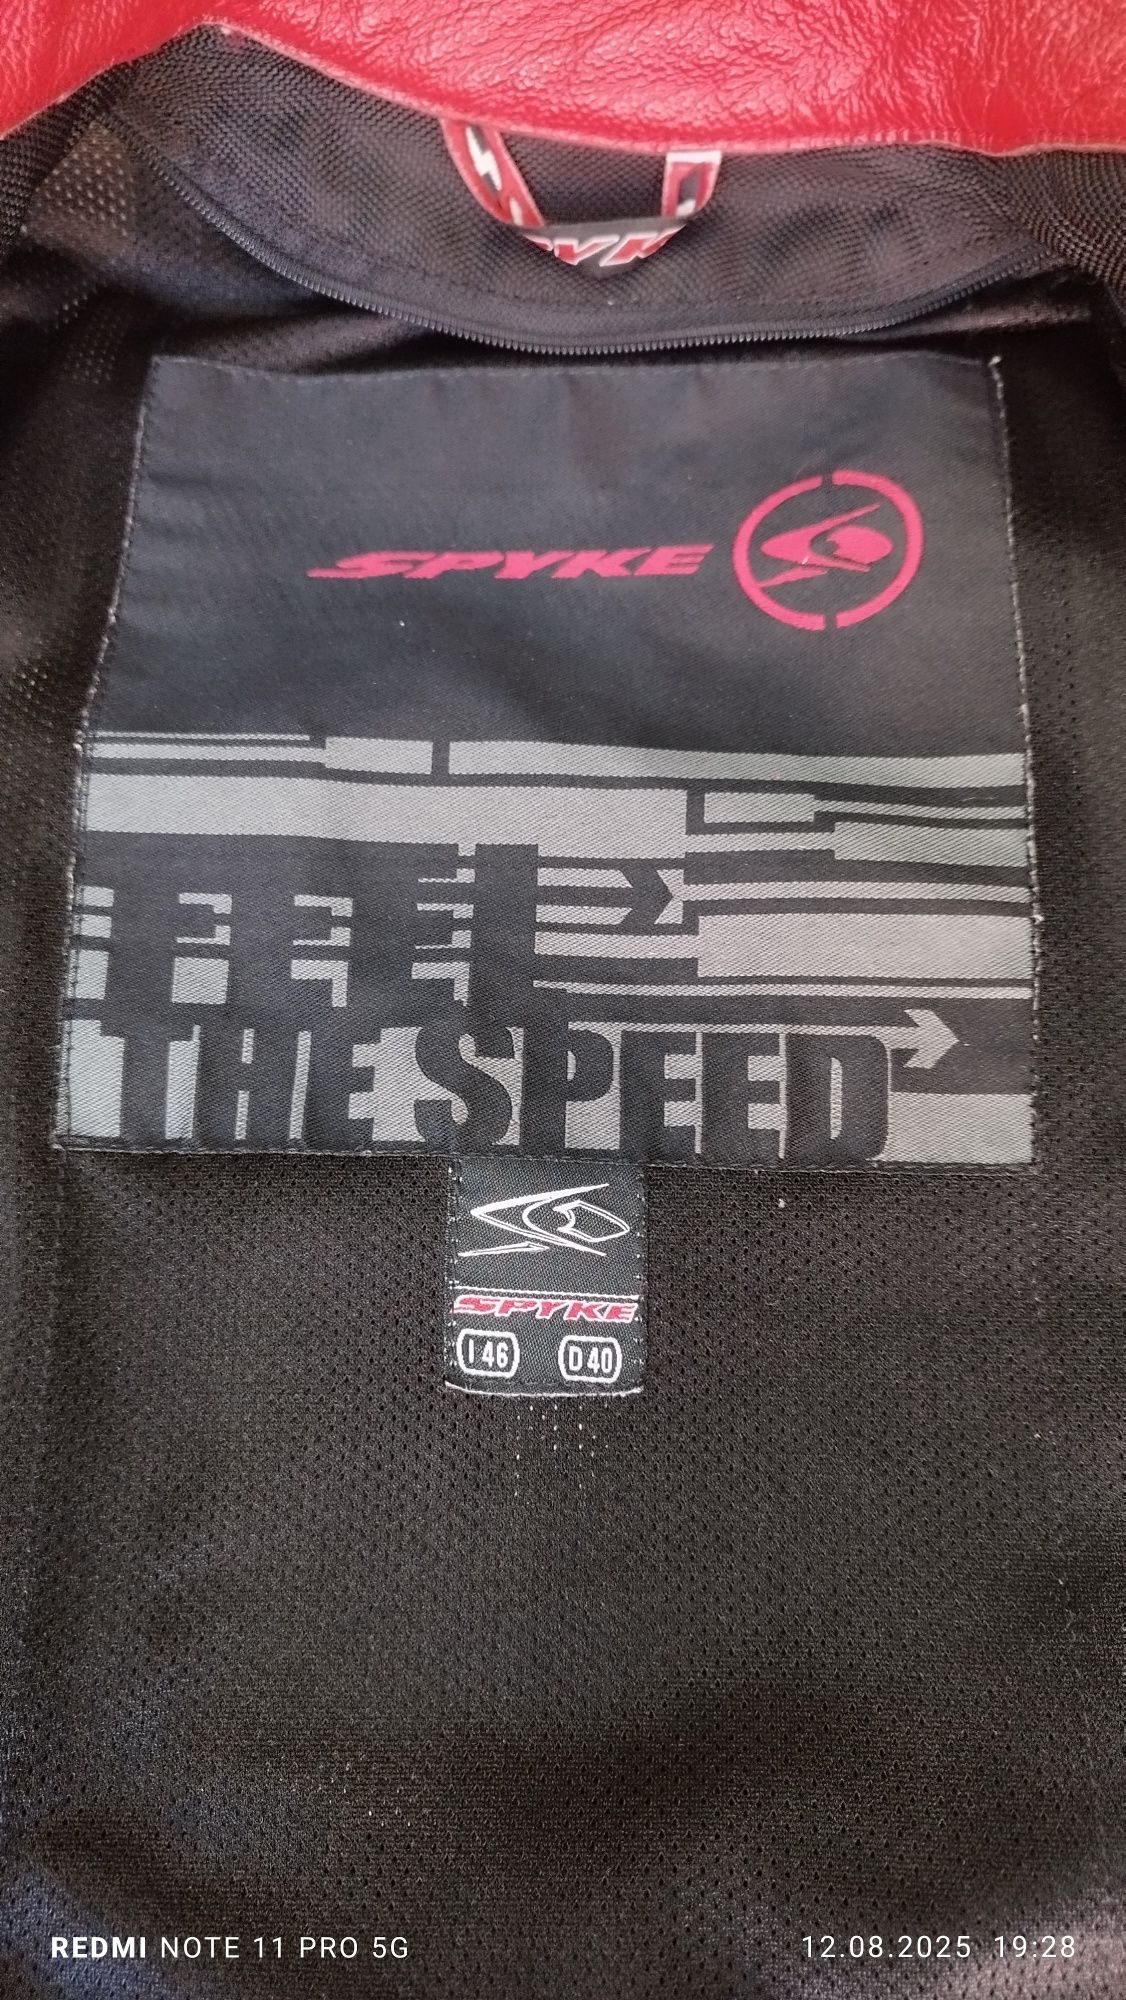 SPYKE
FEEL
THE SPEED
SPYKE
I 46 D 40
REDMI NOTE 11 PRO 5G 12.08.2025 19:28